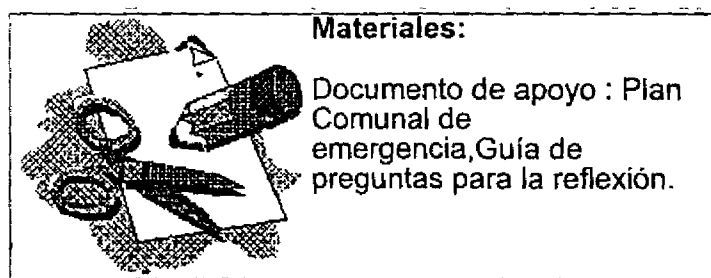 Materiales:
Documento de apoyo : Plan
Comunal de
emergencia,Guía de
preguntas para la reflexión.